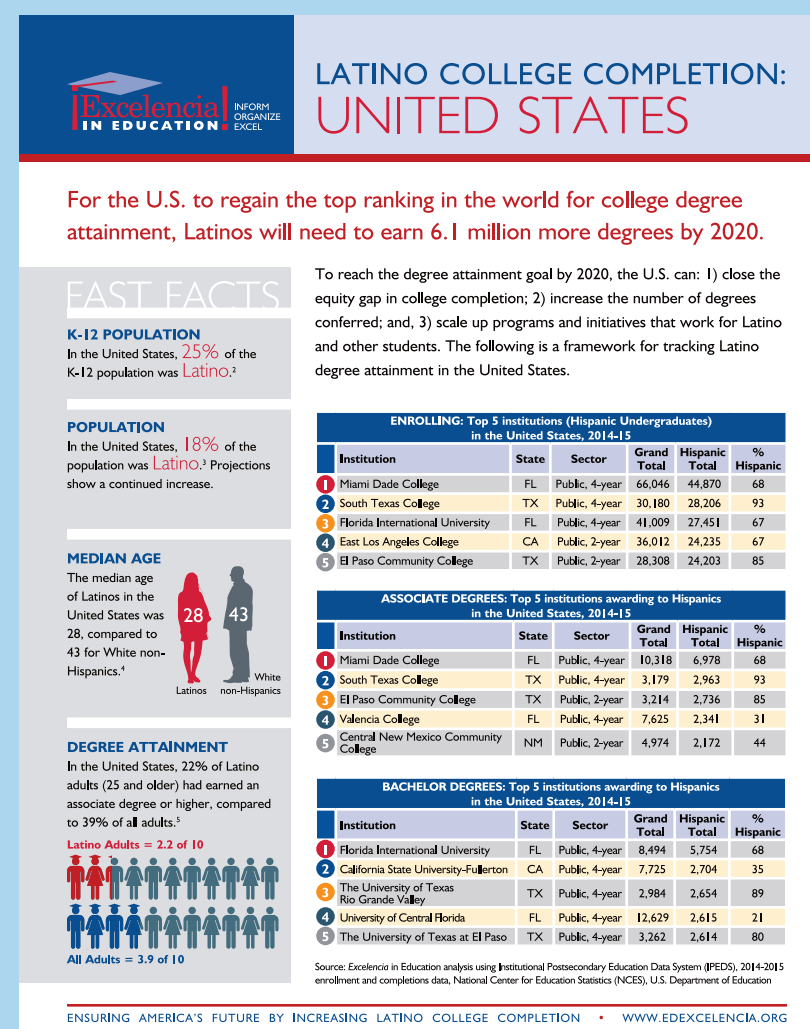 ¡Excelencia!
IN EDUCATION
INFORM
ORGANIZE
EXCEL
LATINO COLLEGE COMPLETION:
UNITED STATES
For the U.S. to regain the top ranking in the world for college degree
attainment, Latinos will need to earn 6.1 million more degrees by 2020.
FAST FACTS
K-12 POPULATION
In the United States, 25% of the
K-12 population was Latino.²
POPULATION
In the United States, 18% of the
population was Latino.³ Projections
show a continued increase.
MEDIAN AGE
The median age
of Latinos in the
United States was
28, compared to
43 for White non-
Hispanics.⁴
28
43
Latinos
White
non-Hispanics
DEGREE ATTAINMENT
In the United States, 22% of Latino
adults (25 and older) had earned an
associate degree or higher, compared
to 39% of all adults.⁵
Latino Adults = 2.2 of 10
All Adults = 3.9 of 10
To reach the degree attainment goal by 2020, the U.S. can: 1) close the
equity gap in college completion; 2) increase the number of degrees
conferred; and, 3) scale up programs and initiatives that work for Latino
and other students. The following is a framework for tracking Latino
degree attainment in the United States.
ENROLLING: Top 5 institutions (Hispanic Undergraduates)
in the United States, 2014-15
Institution State Sector Grand Total Hispanic Total % Hispanic
1 Miami Dade College FL Public, 4-year 66,046 44,870 68
2 South Texas College TX Public, 4-year 30,180 28,206 93
3 Florida International University FL Public, 4-year 41,009 27,451 67
4 East Los Angeles College CA Public, 2-year 36,012 24,235 67
5 El Paso Community College TX Public, 2-year 28,308 24,203 85
ASSOCIATE DEGREES: Top 5 institutions awarding to Hispanics
in the United States, 2014-15
Institution State Sector Grand Total Hispanic Total % Hispanic
1 Miami Dade College FL Public, 4-year 10,318 6,978 68
2 South Texas College TX Public, 4-year 3,179 2,963 93
3 El Paso Community College TX Public, 2-year 3,214 2,736 85
4 Valencia College FL Public, 4-year 7,625 2,341 31
5 Central New Mexico Community College NM Public, 2-year 4,974 2,172 44
BACHELOR DEGREES: Top 5 institutions awarding to Hispanics
in the United States, 2014-15
Institution State Sector Grand Total Hispanic Total % Hispanic
1 Florida International University FL Public, 4-year 8,494 5,754 68
2 California State University-Fullerton CA Public, 4-year 7,725 2,704 35
3 The University of Texas Rio Grande Valley TX Public, 4-year 2,984 2,654 89
4 University of Central Florida FL Public, 4-year 12,629 2,615 21
5 The University of Texas at El Paso TX Public, 4-year 3,262 2,614 80
Source: Excelencia in Education analysis using Institutional Postsecondary Education Data System (IPEDS), 2014-2015
enrollment and completions data, National Center for Education Statistics (NCES), U.S. Department of Education
ENSURING AMERICA'S FUTURE BY INCREASING LATINO COLLEGE COMPLETION • WWW.EDEXCELENCIA.ORG